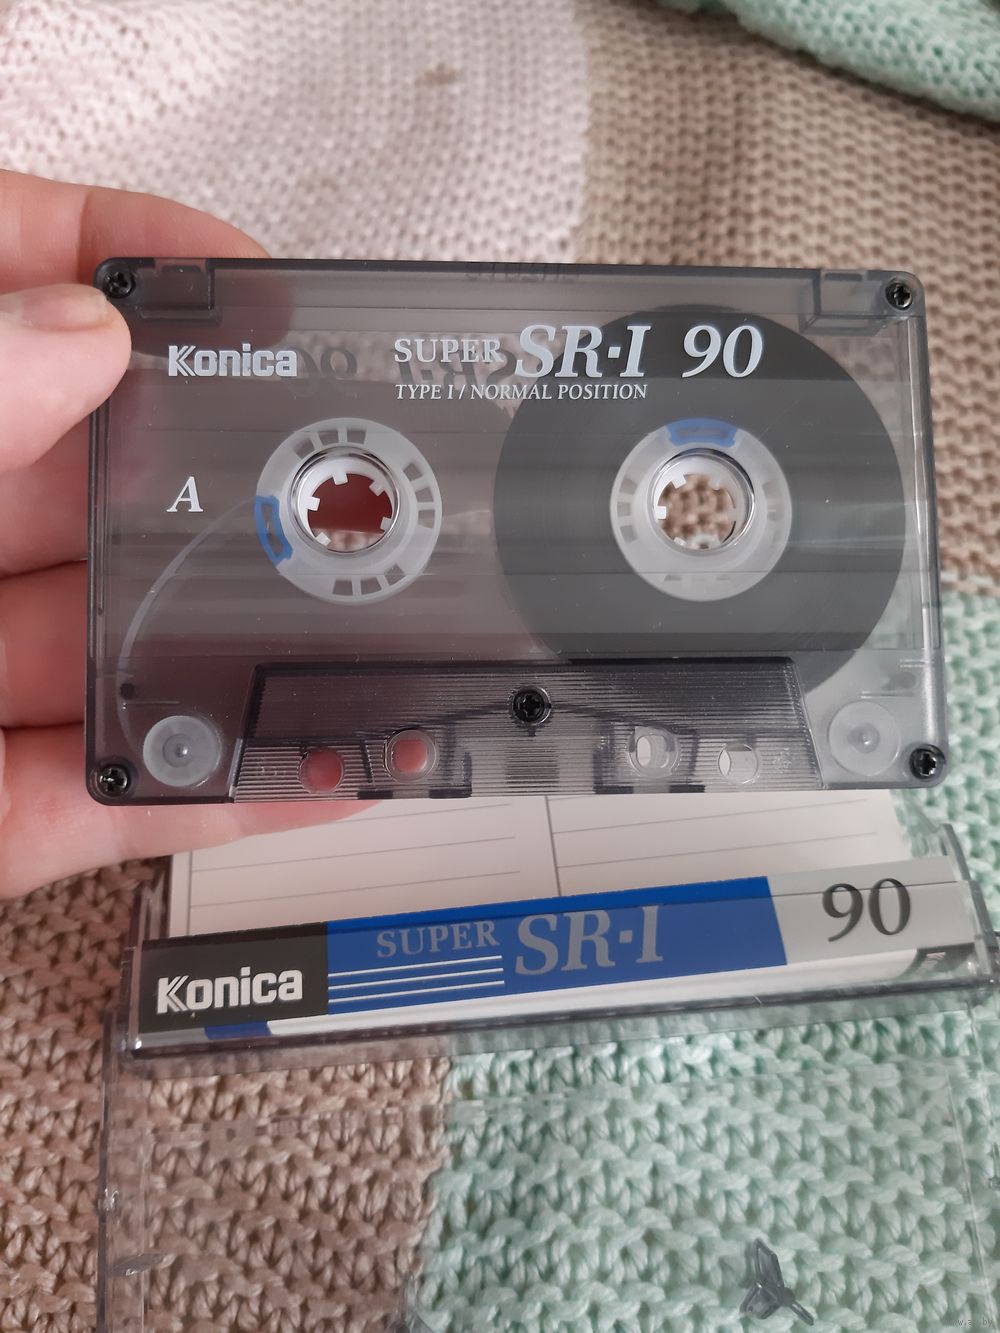 Konica SUPER SR·I 90
TYPE I / NORMAL POSITION
A
Konica SUPER SR·I 90